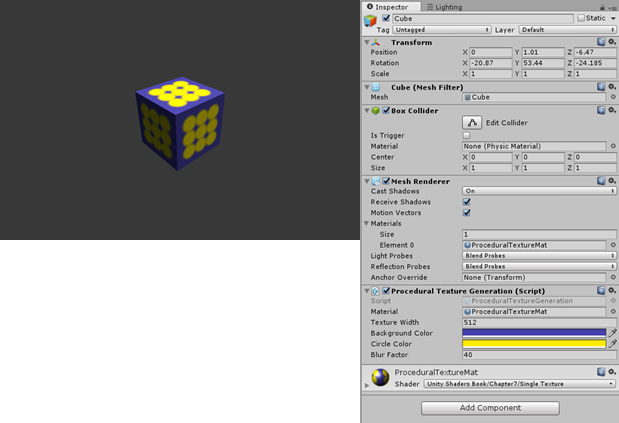 Inspector Lighting
Cube Static
Tag Untagged Layer Default
Transform
Position X 0 Y 1.01 Z -6.47
Rotation X -20.87 Y 53.44 Z -24.185
Scale X 1 Y 1 Z 1
Cube (Mesh Filter)
Mesh Cube
Box Collider
Edit Collider
Is Trigger
Material None (Physic Material)
Center X 0 Y 0 Z 0
Size X 1 Y 1 Z 1
Mesh Renderer
Cast Shadows On
Receive Shadows
Motion Vectors
Materials
Size 1
Element 0 ProceduralTextureMat
Light Probes Blend Probes
Reflection Probes Blend Probes
Anchor Override None (Transform)
Procedural Texture Generation (Script)
Script ProceduralTextureGeneration
Material ProceduralTextureMat
Texture Width 512
Background Color
Circle Color
Blur Factor 40
ProceduralTextureMat
Shader Unity Shaders Book/Chapter7/Single Texture
Add Component